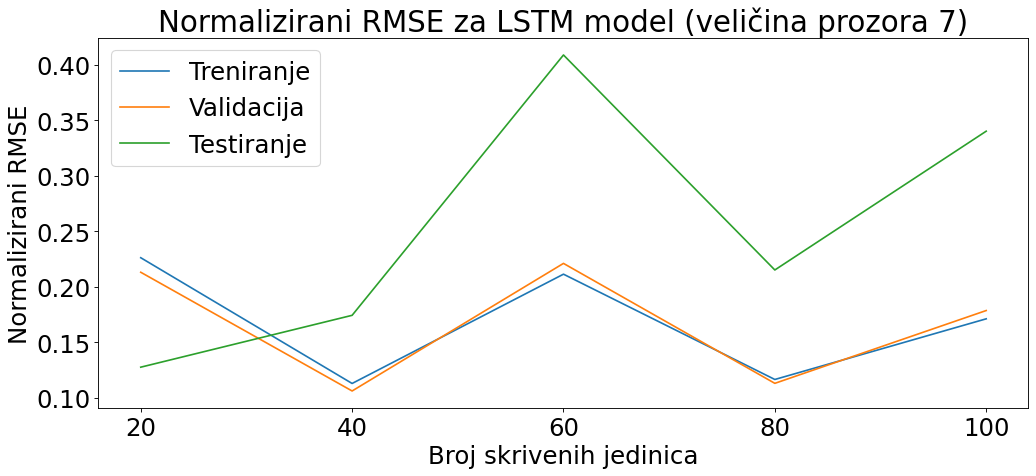 Normalizirani RMSE za LSTM model (veličina prozora 7)
Treniranje
Validacija
Testiranje
Normalizirani RMSE
0.40
0.35
0.30
0.25
0.20
0.15
0.10
20 40 60 80 100
Broj skrivenih jedinica